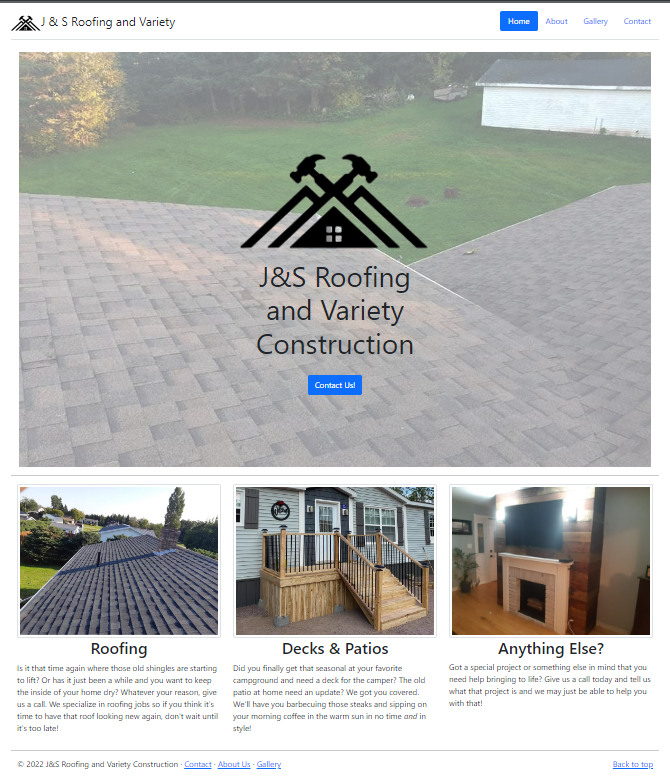 J & S Roofing and Variety
Home About Gallery Contact
J&S Roofing
and Variety
Construction
Contact Us!
Roofing
Is it that time again where those old shingles are starting
to lift? Or has it just been a while and you want to keep
the inside of your home dry? Whatever your reason, give
us a call. We specialize in roofing jobs so if you think it's
time to have that roof looking new again, don't wait until
it's too late!
Decks & Patios
Did you finally get that seasonal at your favorite
campground and need a deck for the camper? The old
patio at home need an update? We got you covered.
We'll have you barbecuing those steaks and sipping on
your morning coffee in the warm sun in no time and in
style!
Anything Else?
Got a special project or something else in mind that you
need help bringing to life? Give us a call today and tell us
what that project is and we may just be able to help you
with that!
© 2022 J&S Roofing and Variety Construction · Contact · About Us · Gallery
Back to top